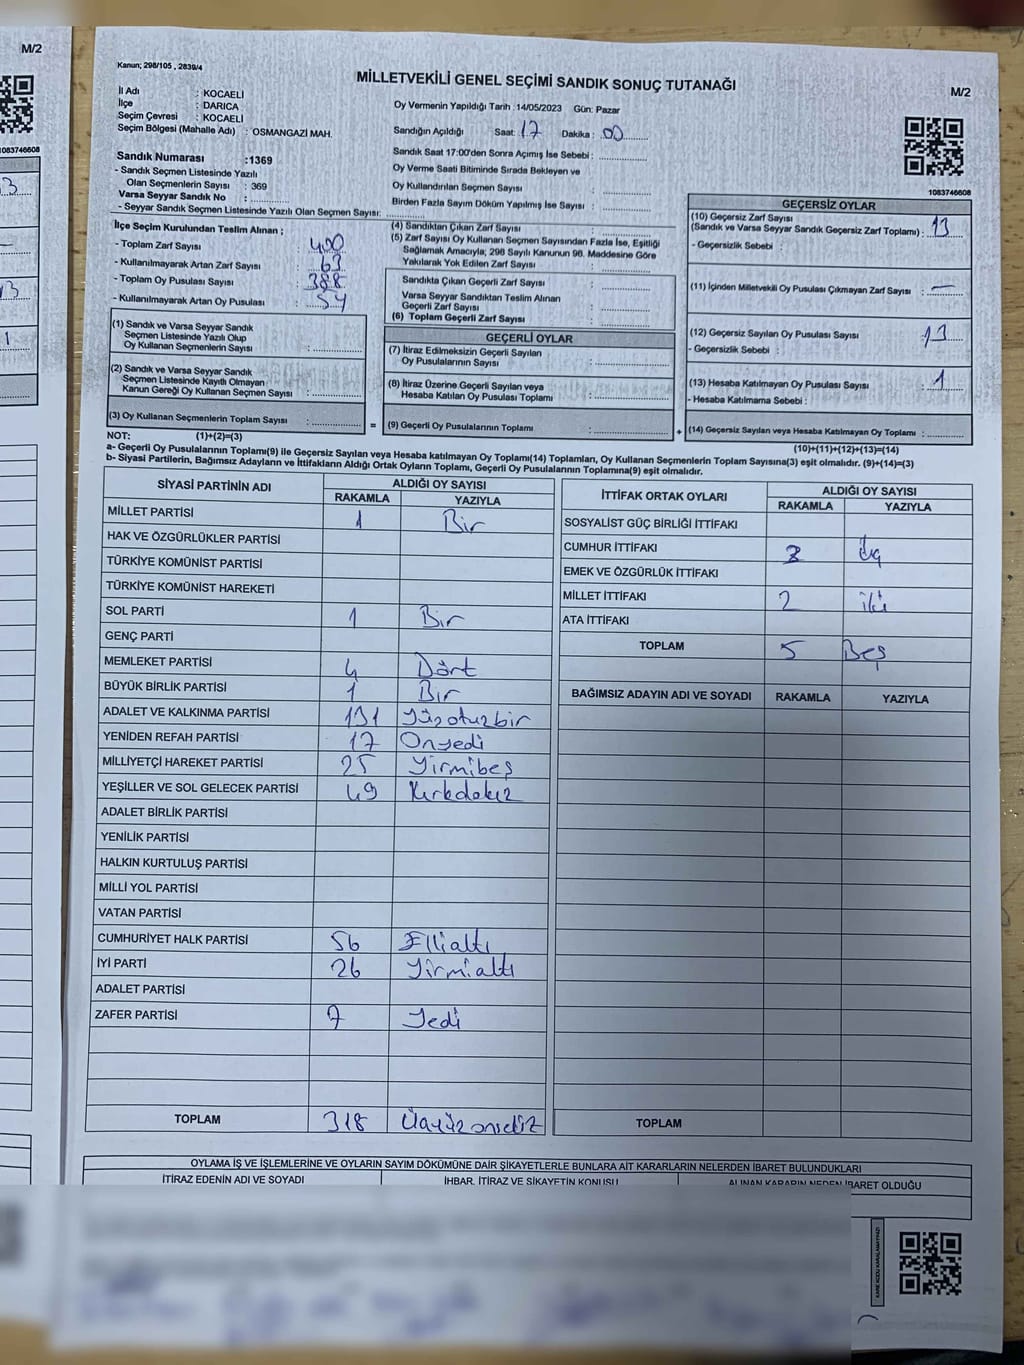 M/2
1083746608
Kanun; 298/105 , 2839/4
MİLLETVEKİLİ GENEL SEÇİMİ SANDIK SONUÇ TUTANAĞI
M/2
İl Adı : KOCAELİ
İlçe : DARICA
Seçim Çevresi : KOCAELİ
Seçim Bölgesi (Mahalle Adı) : OSMANGAZİ MAH.
Oy Vermenin Yapıldığı Tarih :14/05/2023 Gün: Pazar
Sandığın Açıldığı Saat: 17 Dakika : 00
Sandık Saat 17:00'den Sonra Açımış İse Sebebi :
Oy Verme Saati Bitiminde Sırada Bekleyen ve
Oy Kullandırılan Seçmen Sayısı :
Birden Fazla Sayım Döküm Yapılmış İse Sayısı :
1083746608
Sandık Numarası :1369
- Sandık Seçmen Listesinde Yazılı
Olan Seçmenlerin Sayısı : 369
Varsa Seyyar Sandık No :
- Seyyar Sandık Seçmen Listesinde Yazılı Olan Seçmen Sayısı:
İlçe Seçim Kurulundan Teslim Alınan ;
- Toplam Zarf Sayısı : 400
- Kullanılmayarak Artan Zarf Sayısı : 63
- Toplam Oy Pusulası Sayısı : 388
- Kullanılmayarak Artan Oy Pusulası : 54
(1) Sandık ve Varsa Seyyar Sandık
Seçmen Listesinde Yazılı Olup
Oy Kullanan Seçmenlerin Sayısı :
(2) Sandık ve Varsa Seyyar Sandık
Seçmen Listesinde Kayıtlı Olmayan
Kanun Gereği Oy Kullanan Seçmen Sayısı :
(3) Oy Kullanan Seçmenlerin Toplam Sayısı :
(4) Sandıktan Çıkan Zarf Sayısı :
(5) Zarf Sayısı Oy Kullanan Seçmen Sayısından Fazla İse, Eşitliği
Sağlamak Amacıyla; 298 Sayılı Kanunun 98. Maddesine Göre
Yakılarak Yok Edilen Zarf Sayısı :
Sandıkta Çıkan Geçerli Zarf Sayısı :
Varsa Seyyar Sandıktan Teslim Alınan
Geçerli Zarf Sayısı :
(6) Toplam Geçerli Zarf Sayısı :
GEÇERLİ OYLAR
(7) İtiraz Edilmeksizin Geçerli Sayılan
Oy Pusulalarının Sayısı :
(8) İtiraz Üzerine Geçerli Sayılan veya
Hesaba Katılan Oy Pusulası Toplamı :
= (9) Geçerli Oy Pusulalarının Toplamı :
GEÇERSİZ OYLAR
(10) Geçersiz Zarf Sayısı
(Sandık ve Varsa Seyyar Sandık Geçersiz Zarf Toplamı) : 13
- Geçersizlik Sebebi :
(11) İçinden Milletvekili Oy Pusulası Çıkmayan Zarf Sayısı : —
(12) Geçersiz Sayılan Oy Pusulası Sayısı : 13
- Geçersizlik Sebebi :
(13) Hesaba Katılmayan Oy Pusulası Sayısı : 1
- Hesaba Katılmama Sebebi :
+ (14) Geçersiz Sayılan veya Hesaba Katılmayan Oy Toplamı :
NOT: (1)+(2)=(3)
(10)+(11)+(12)+(13)=(14)
a- Geçerli Oy Pusulasının Toplamı(9) ile Geçersiz Sayılan veya Hesaba katılmayan Oy Toplamı(14) Toplamları, Oy Kullanan Seçmenlerin Toplam Sayısına(3) eşit olmalıdır. (9)+(14)=(3)
b- Siyasi Partilerin, Bağımsız Adayların ve İttifakların Aldığı Ortak Oyların Toplamı, Geçerli Oy Pusulalarının Toplamına(9) eşit olmalıdır.
SİYASİ PARTİNİN ADI ALDIĞI OY SAYISI
RAKAMLA YAZIYLA
MİLLET PARTİSİ 1 Bir
HAK VE ÖZGÜRLÜKLER PARTİSİ
TÜRKİYE KOMÜNİST PARTİSİ
TÜRKİYE KOMÜNİST HAREKETİ
SOL PARTİ 1 Bir
GENÇ PARTİ
MEMLEKET PARTİSİ 4 Dört
BÜYÜK BİRLİK PARTİSİ 1 Bir
ADALET VE KALKINMA PARTİSİ 131 Yüzotuzbir
YENİDEN REFAH PARTİSİ 17 Onyedi
MİLLİYETÇİ HAREKET PARTİSİ 25 Yirmibeş
YEŞİLLER VE SOL GELECEK PARTİSİ 49 Kırkdokuz
ADALET BİRLİK PARTİSİ
YENİLİK PARTİSİ
HALKIN KURTULUŞ PARTİSİ
MİLLİ YOL PARTİSİ
VATAN PARTİSİ
CUMHURİYET HALK PARTİSİ 56 Ellialtı
İYİ PARTİ 26 Yirmialtı
ADALET PARTİSİ
ZAFER PARTİSİ 7 Yedi
TOPLAM 318 Üçyüzonsekiz
İTTİFAK ORTAK OYLARI ALDIĞI OY SAYISI
RAKAMLA YAZIYLA
SOSYALİST GÜÇ BİRLİĞİ İTTİFAKI
CUMHUR İTTİFAKI 3 Üç
EMEK VE ÖZGÜRLÜK İTTİFAKI
MİLLET İTTİFAKI 2 iki
ATA İTTİFAKI
TOPLAM 5 Beş
BAĞIMSIZ ADAYIN ADI VE SOYADI RAKAMLA YAZIYLA
TOPLAM
OYLAMA İŞ VE İŞLEMLERİNE VE OYLARIN SAYIM DÖKÜMÜNE DAİR ŞİKAYETLERLE BUNLARA AİT KARARLARIN NELERDEN İBARET BULUNDUKLARI
İTİRAZ EDENİN ADI VE SOYADI İHBAR, İTİRAZ VE ŞİKAYETİN KONUSU ALINAN KARARIN NEDEN İBARET OLDUĞU
KARE KODU KARALAMAYINIZ!